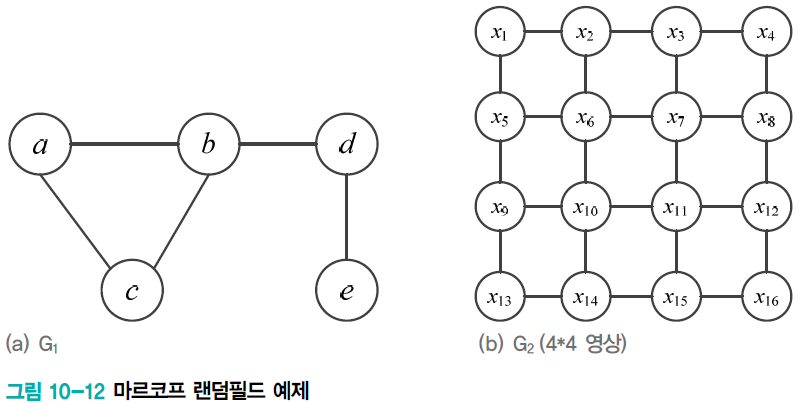 a b d
c e
(a) G₁
x₁ x₂ x₃ x₄
x₅ x₆ x₇ x₈
x₉ x₁₀ x₁₁ x₁₂
x₁₃ x₁₄ x₁₅ x₁₆
(b) G₂ (4*4 영상)
그림 10-12 마르코프 랜덤필드 예제